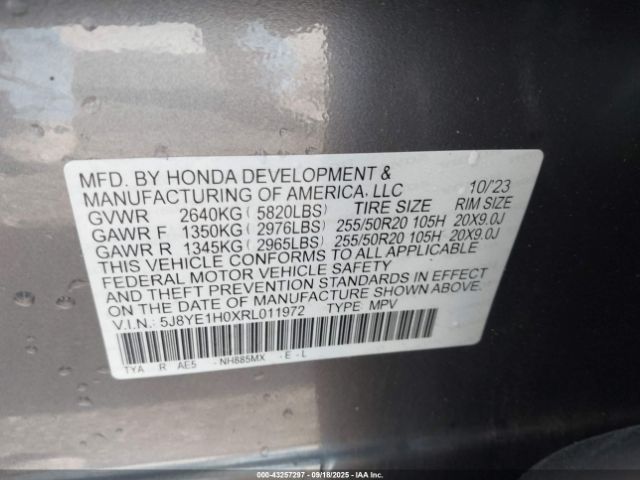 MFD. BY HONDA DEVELOPMENT &
MANUFACTURING OF AMERICA, LLC 10/'23
GVWR 2640KG ( 5820LBS) TIRE SIZE RIM SIZE
GAWR F 1350KG ( 2976LBS) 255/50R20 105H 20X9.0J
GAWR R 1345KG ( 2965LBS) 255/50R20 105H 20X9.0J
THIS VEHICLE CONFORMS TO ALL APPLICABLE
FEDERAL MOTOR VEHICLE SAFETY
AND THEFT PREVENTION STANDARDS IN EFFECT
ON THE DATE OF MANUFACTURE SHOWN ABOVE.
V.I.N.: 5J8YE1H0XRL011972 TYPE MPV
TYA R AE5 -NH885MX -E-L
© 000-43257297 - 09/18/2025 - IAA Inc.